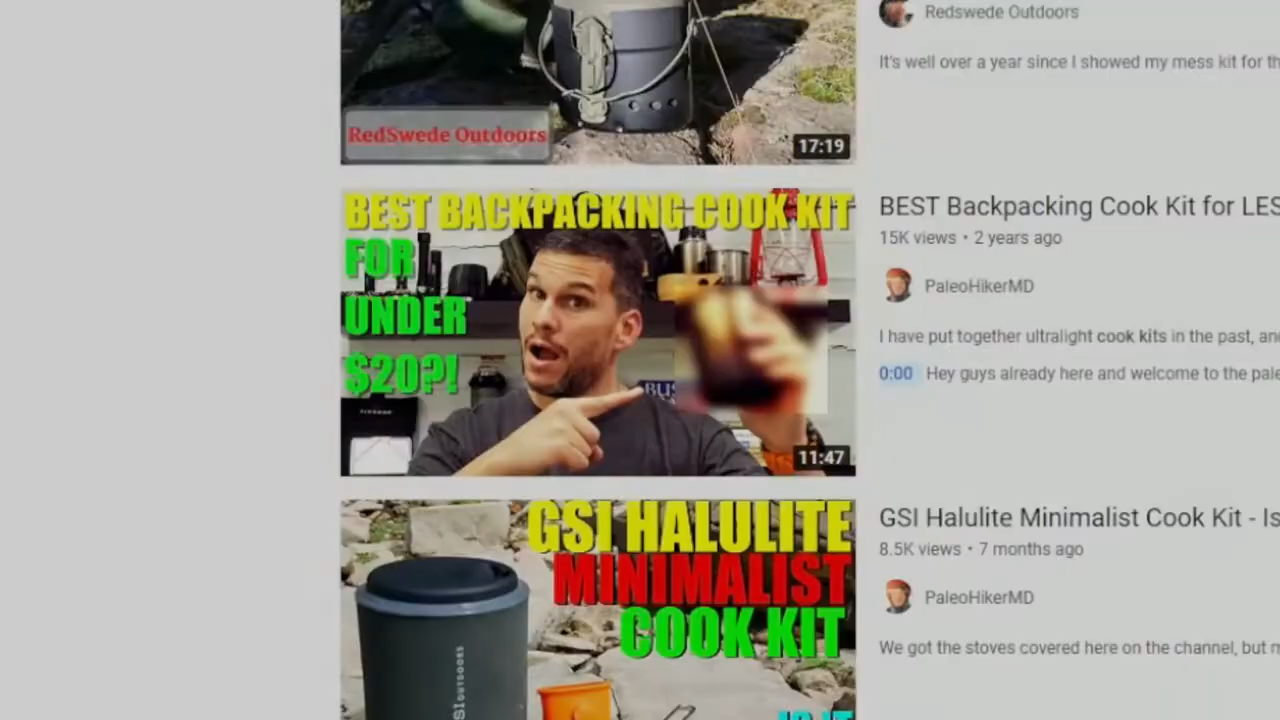 Redswede Outdoors
It's well over a year since I showed my mess kit for th
RedSwede Outdoors
17:19
BEST BACKPACKING COOK KIT
FOR
UNDER
$20?!
11:47
BEST Backpacking Cook Kit for LES
15K views • 2 years ago
PaleoHikerMD
I have put together ultralight cook kits in the past, an
0:00 Hey guys already here and welcome to the pale
GSI HALULITE
MINIMALIST
COOK KIT
IS IT
GSI OUTDOORS
GSI Halulite Minimalist Cook Kit - Is
8.5K views • 7 months ago
PaleoHikerMD
We got the stoves covered here on the channel, but m